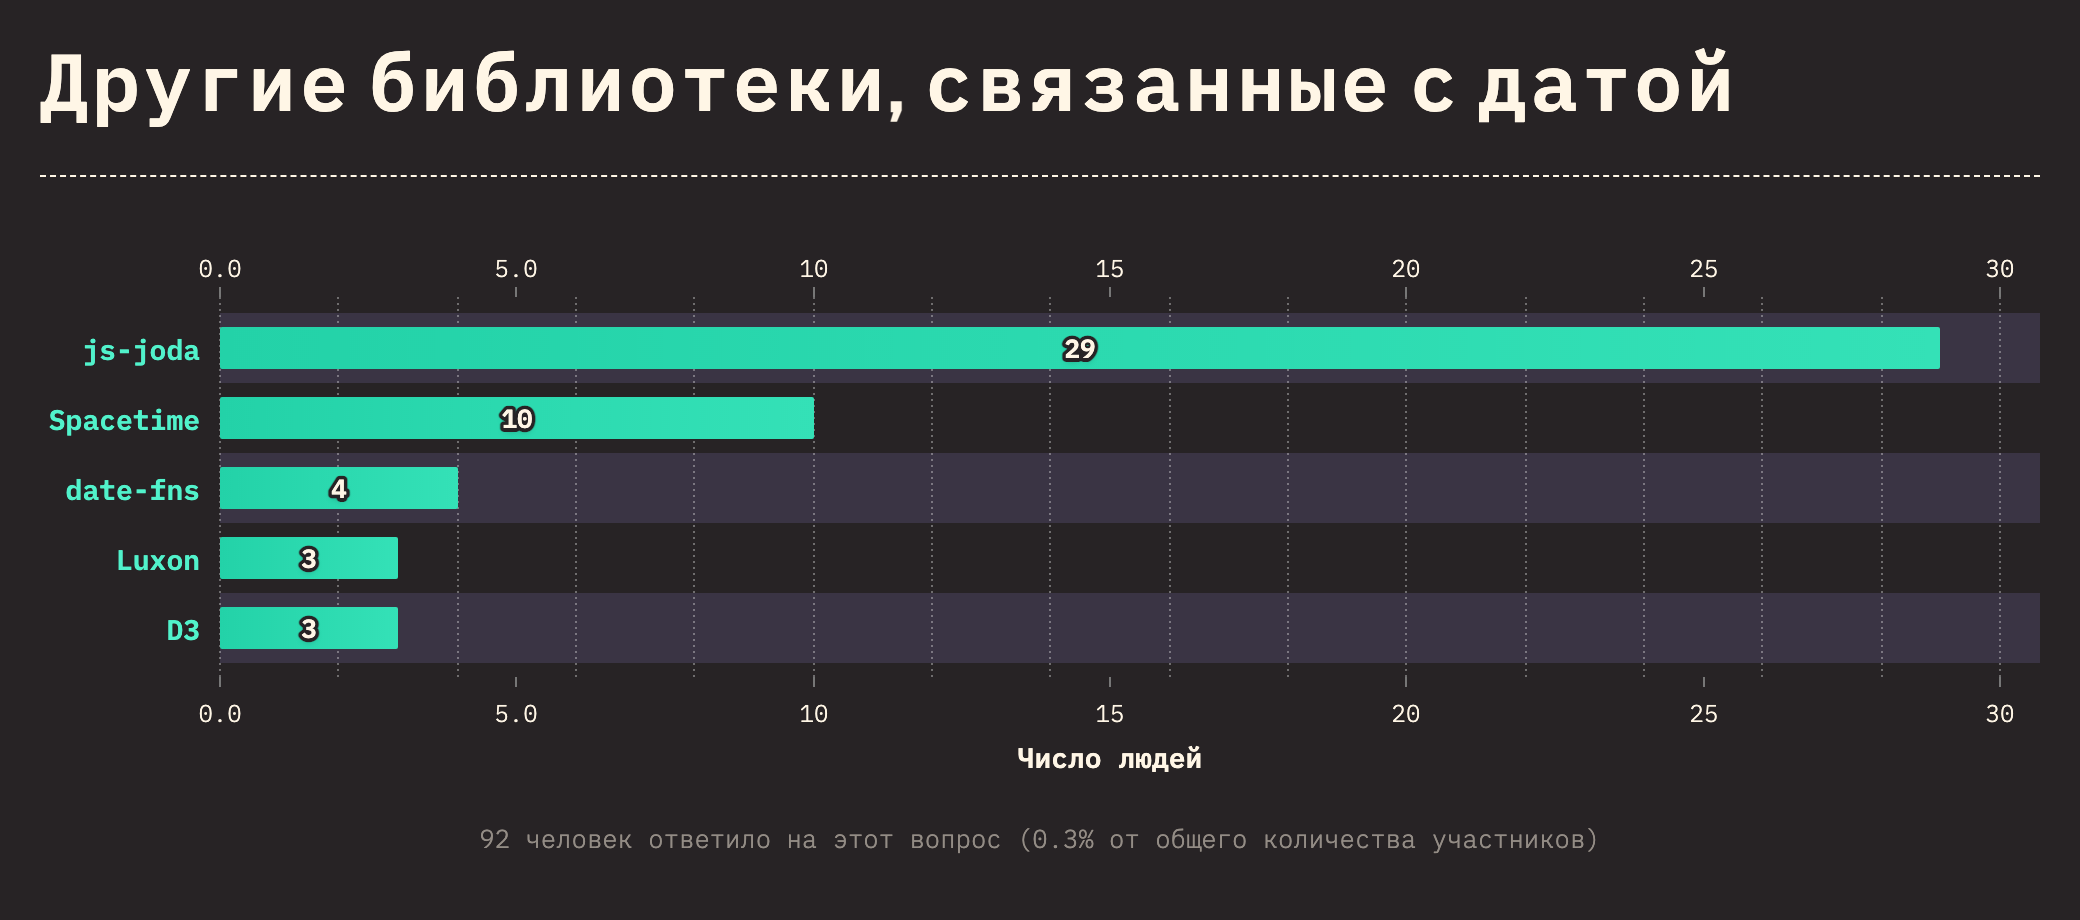 Другие библиотеки, связанные с датой
0.0 5.0 10 15 20 25 30
js-joda 29
Spacetime 10
date-fns 4
Luxon 3
D3 3
0.0 5.0 10 15 20 25 30
Число людей
92 человек ответило на этот вопрос (0.3% от общего количества участников)